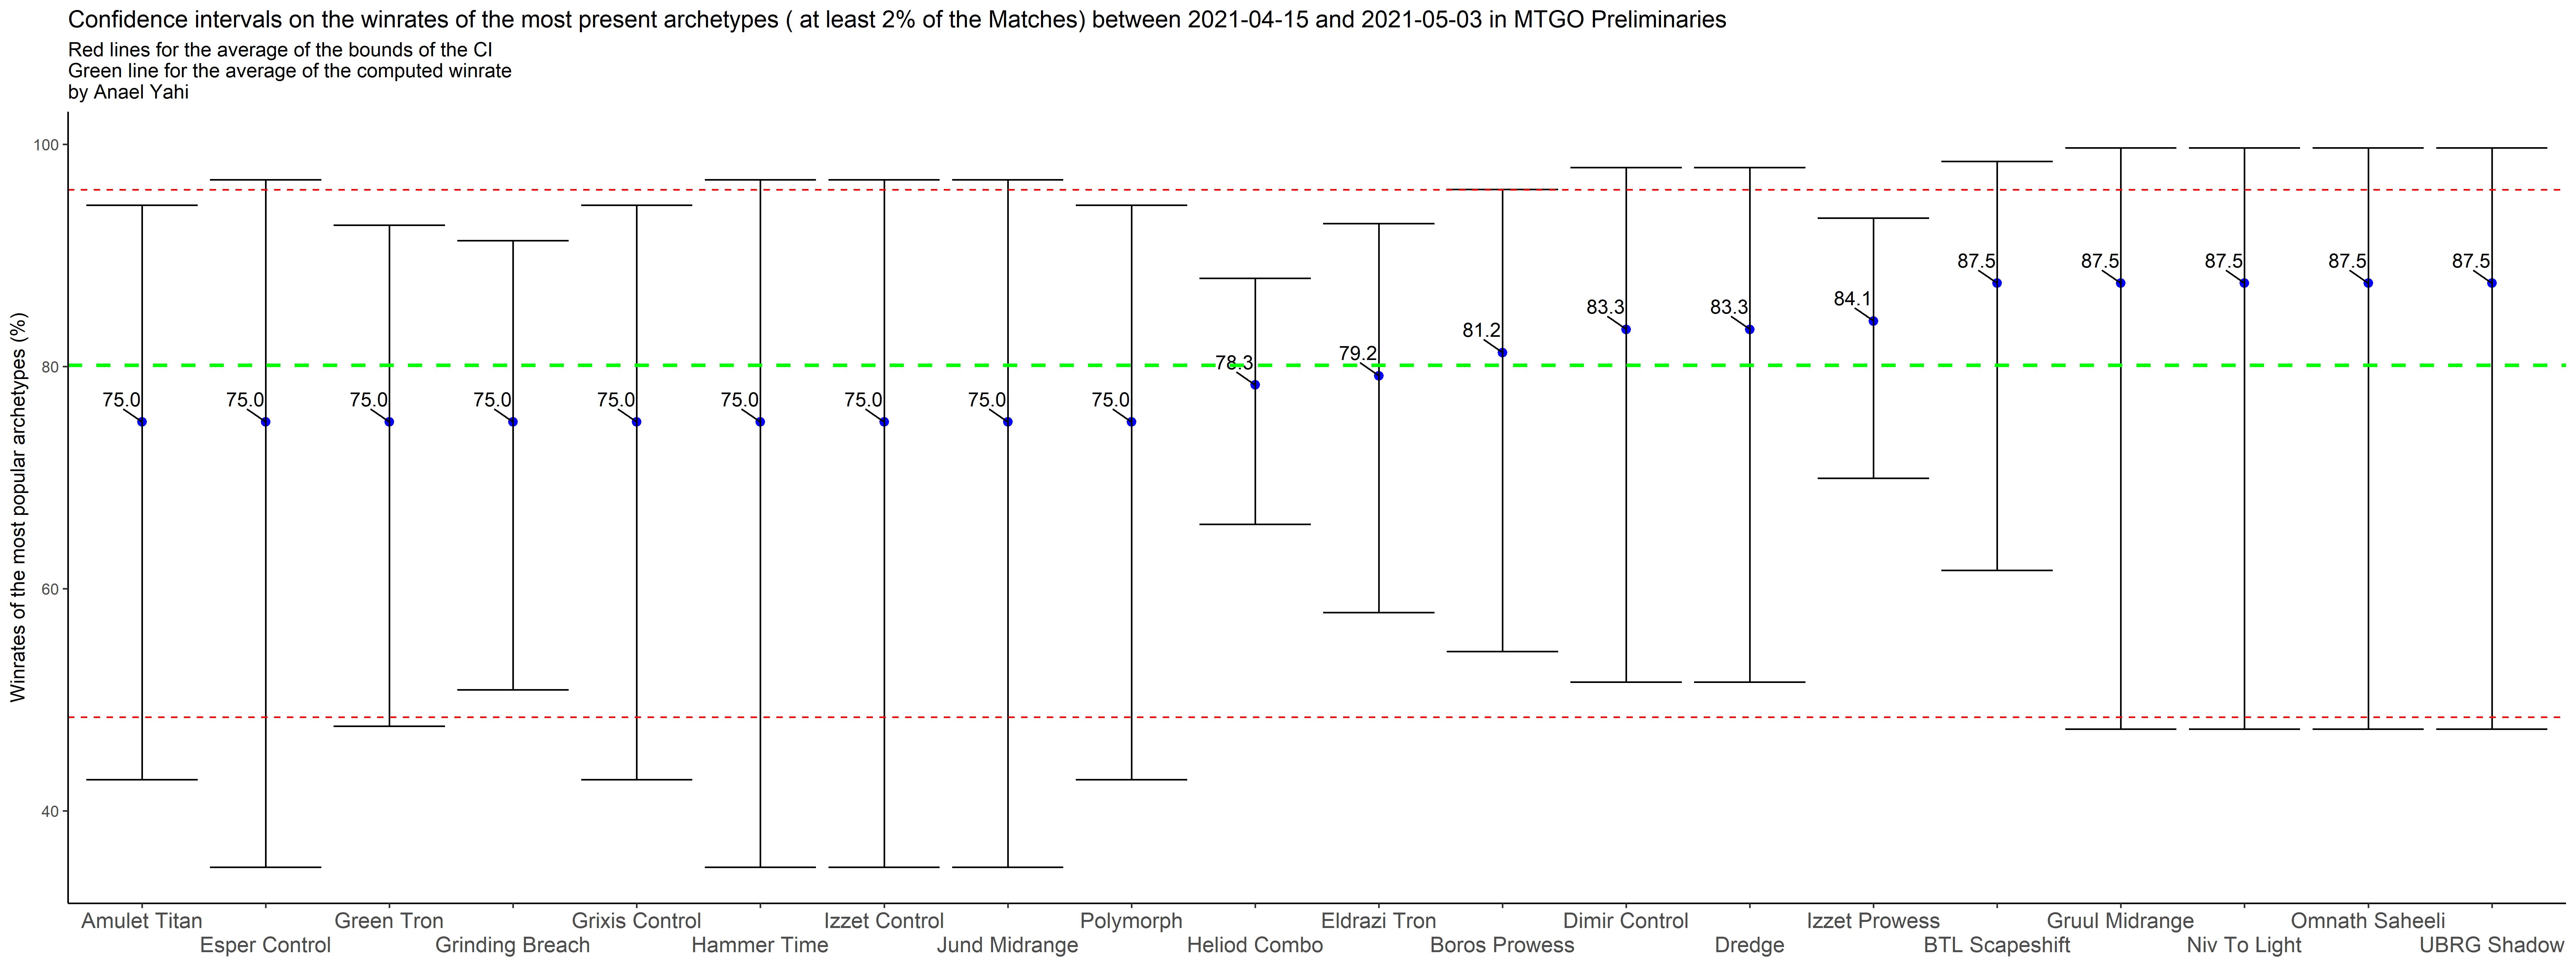 Confidence intervals on the winrates of the most present archetypes ( at least 2% of the Matches) between 2021-04-15 and 2021-05-03 in MTGO Preliminaries
Red lines for the average of the bounds of the CI
Green line for the average of the computed winrate
by Anael Yahi
Winrates of the most popular archetypes (%)
100
80
60
40
75.0
75.0
75.0
75.0
75.0
75.0
75.0
75.0
75.0
78.3
79.2
81.2
83.3
83.3
84.1
87.5
87.5
87.5
87.5
87.5
Amulet Titan
Esper Control
Green Tron
Grinding Breach
Grixis Control
Hammer Time
Izzet Control
Jund Midrange
Polymorph
Heliod Combo
Eldrazi Tron
Boros Prowess
Dimir Control
Dredge
Izzet Prowess
BTL Scapeshift
Gruul Midrange
Niv To Light
Omnath Saheeli
UBRG Shadow